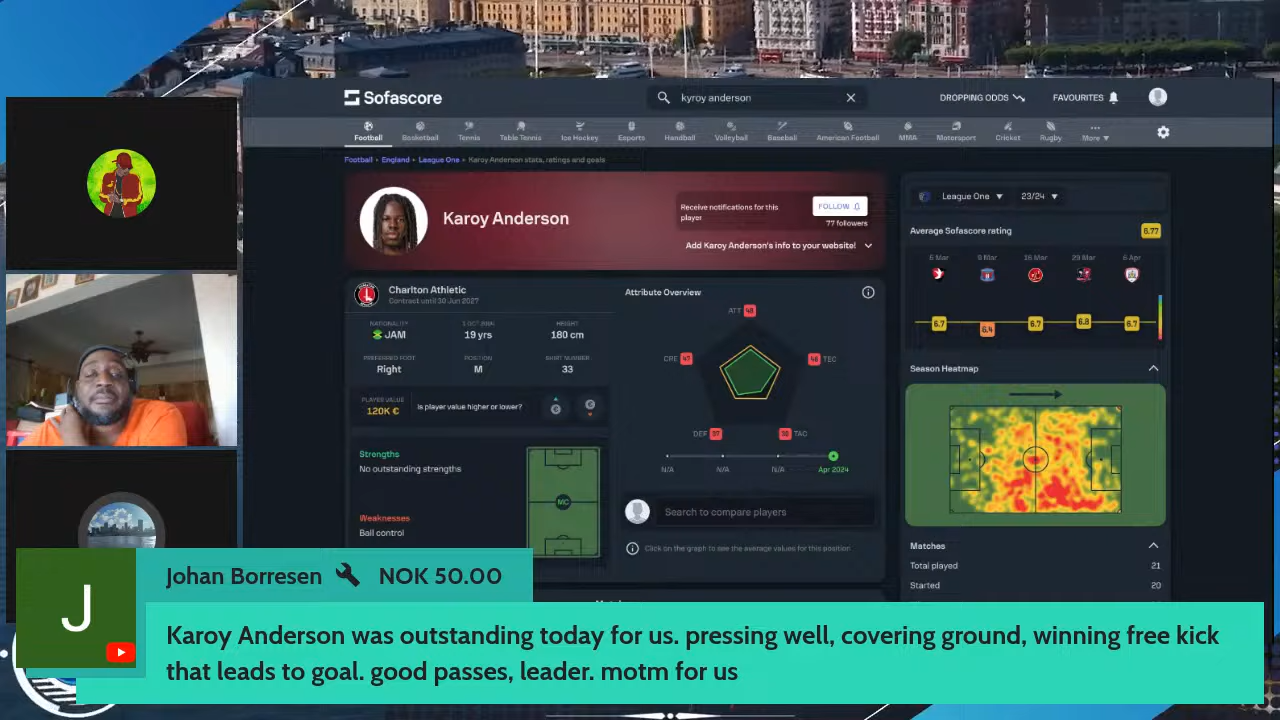 Sofascore
kyroy anderson
DROPPING ODDS
FAVOURITES
Football
Basketball
Tennis
Table Tennis
Ice Hockey
Esports
Handball
Volleyball
Baseball
American Football
MMA
Motorsport
Cricket
Rugby
More
Football
England
League One
Karoy Anderson stats, ratings and goals
Karoy Anderson
Receive notifications for this
player
FOLLOW
77 followers
Add Karoy Anderson's info to your website!
Charlton Athletic
Contract until 30 Jun 2027
NATIONALITY
JAM
19 yrs
HEIGHT
180 cm
PREFERRED FOOT
Right
POSITION
M
SHIRT NUMBER
33
PLAYER VALUE
120K €
Is player value higher or lower?
Strengths
No outstanding strengths
Weaknesses
Ball control
MC
Attribute Overview
ATT
CRE
TEC
DEF 37
TAC
N/A
N/A
N/A
Apr 2024
Search to compare players
Click on the graph to see the average values for this position
League One
23/24
Average Sofascore rating
6.77
9 Mar
16 Mar
29 Mar
6 Apr
6.7
6.4
6.7
6.8
6.7
Season Heatmap
Matches
Total played
21
Started
20
J
Johan Borresen
NOK 50.00
Karoy Anderson was outstanding today for us. pressing well, covering ground, winning free kick
that leads to goal. good passes, leader. motm for us